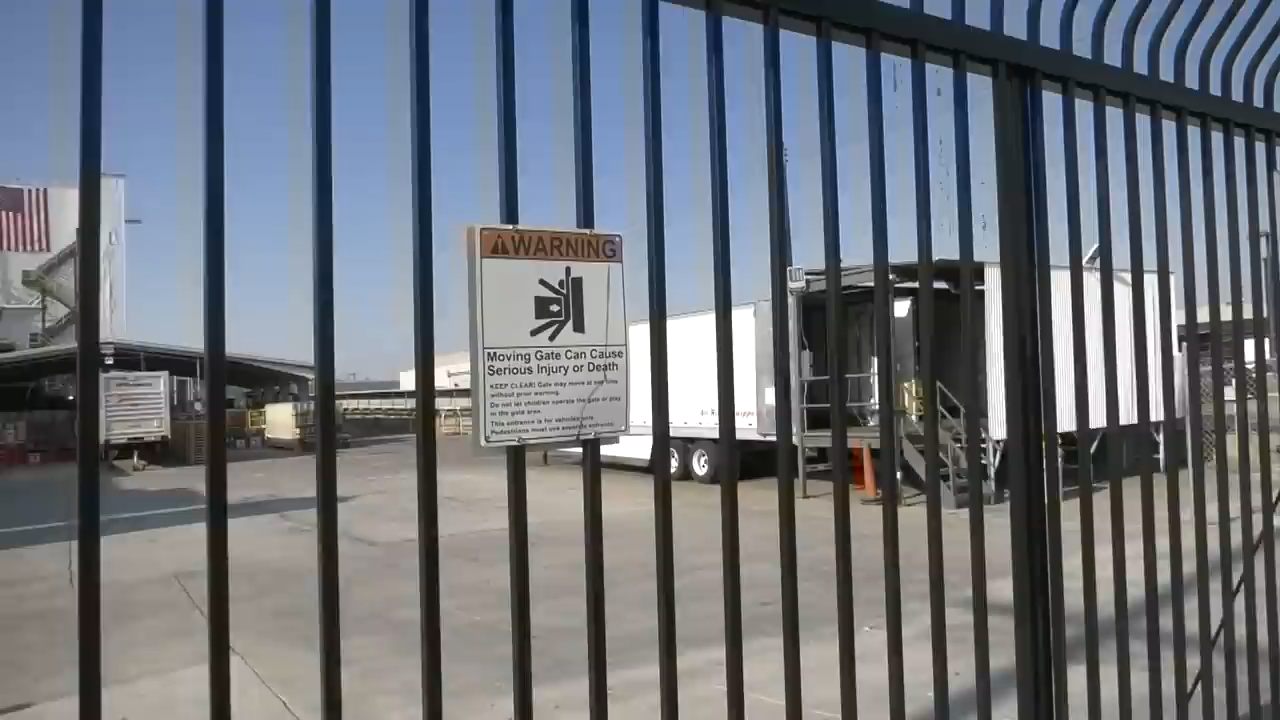 WARNING
Moving Gate Can Cause
Serious Injury or Death
KEEP CLEAR! Gate may move at any time
without prior warning.
Do not let children operate the gate or play
in the gate area.
This entrance is for vehicles only.
Pedestrians must use separate entrance.